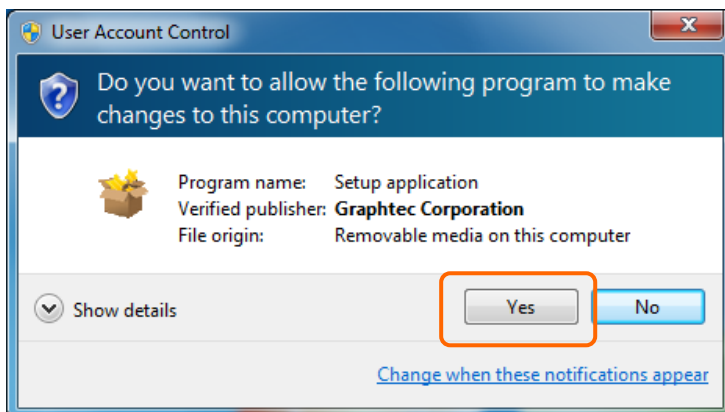 User Account Control
X
Do you want to allow the following program to make
changes to this computer?
Program name: Setup application
Verified publisher: Graphtec Corporation
File origin: Removable media on this computer
Show details
Yes No
Change when these notifications appear